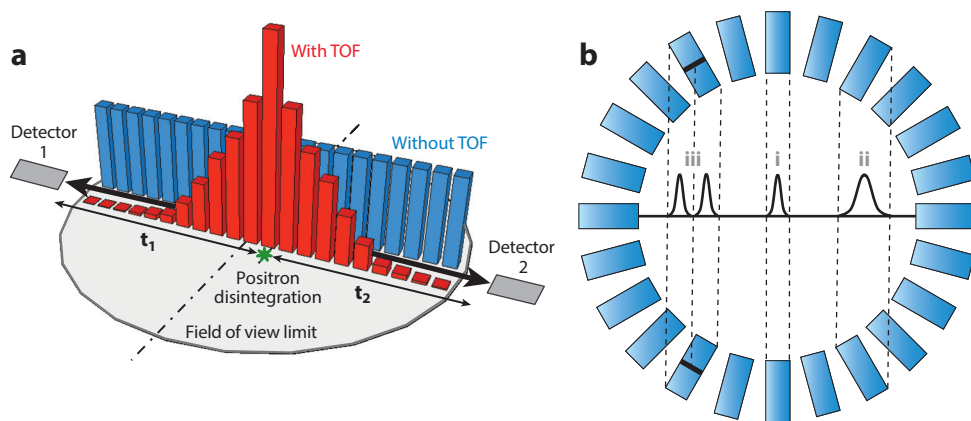 a
With TOF
Detector
1
Without TOF
t1
Positron
disintegration
t2
Detector
2
Field of view limit
b
iii
i
ii